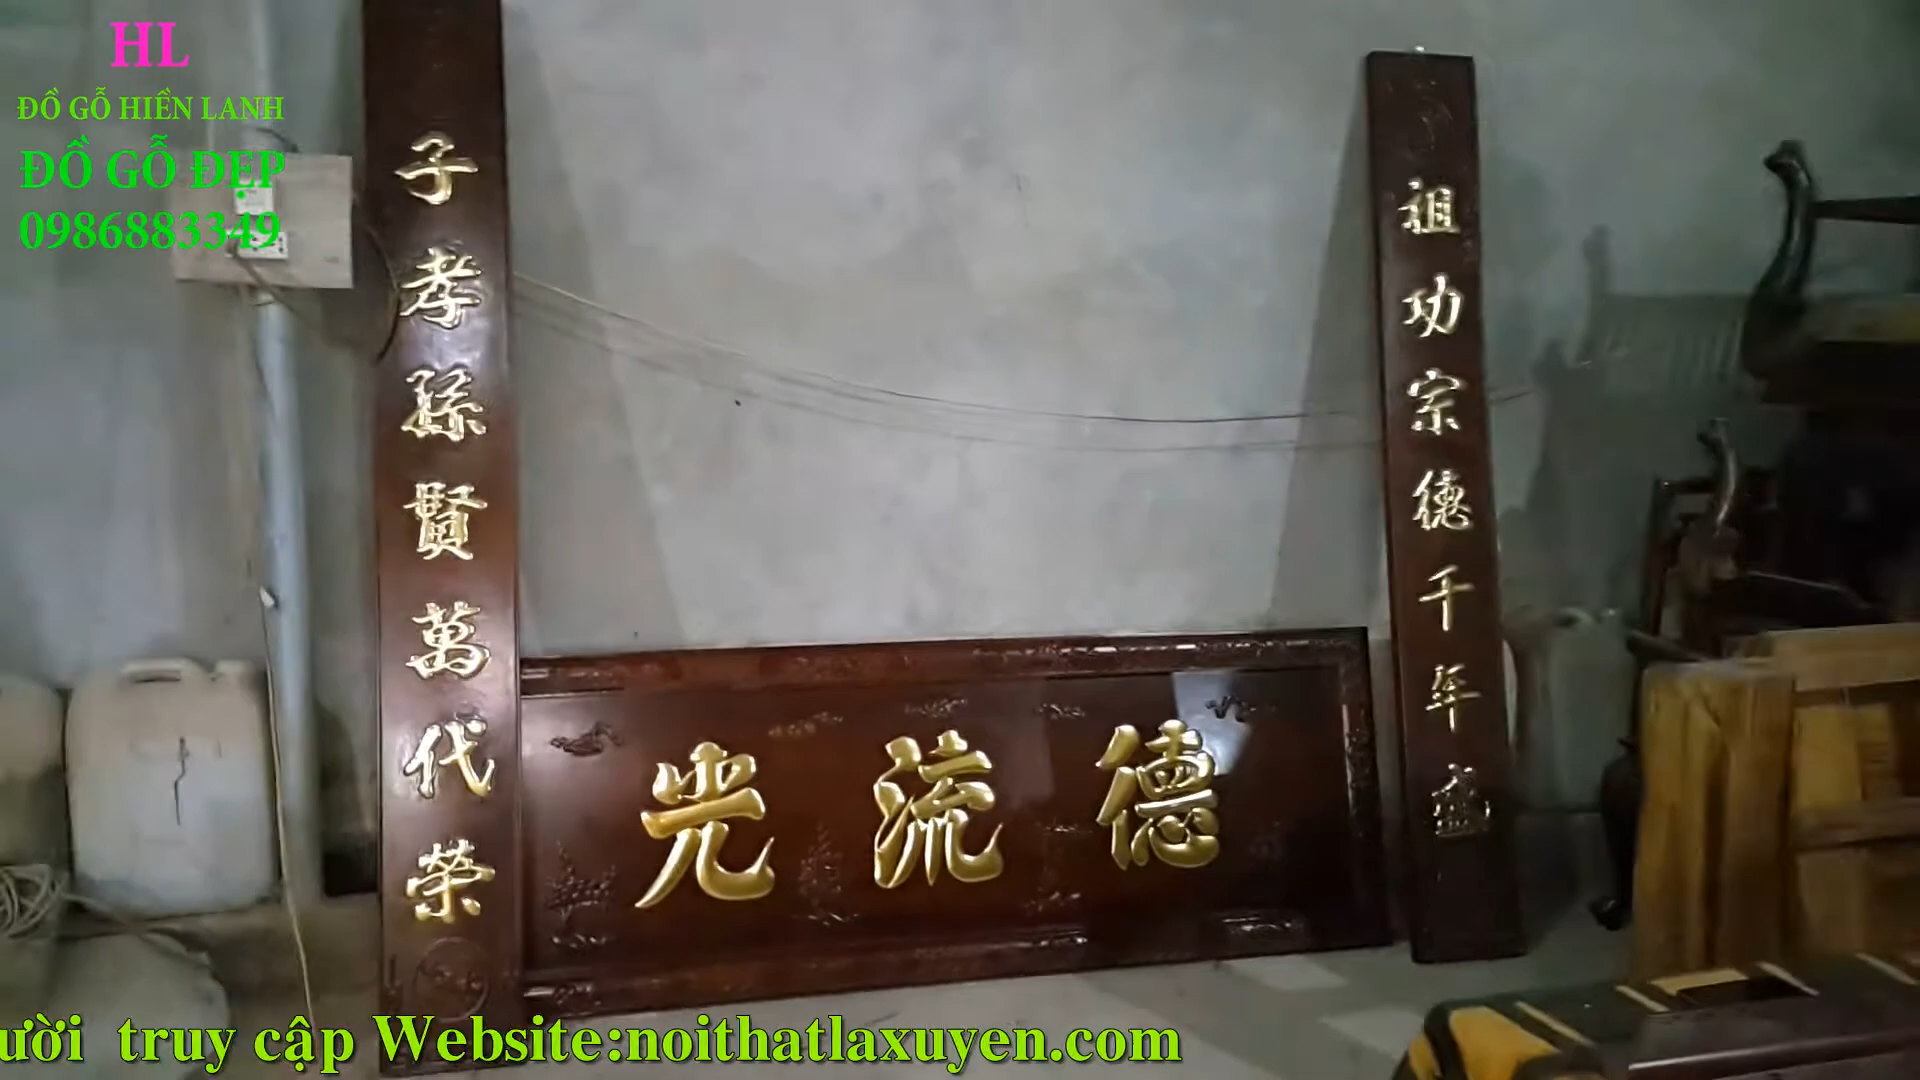 HL
ĐỒ GỖ HIỀN LANH
ĐỒ GỖ ĐẸP
0986883349
祖功宗德千年盛
子孝孫賢萬代榮
德流光
ười truy cập Website:noithatlaxuyen.com